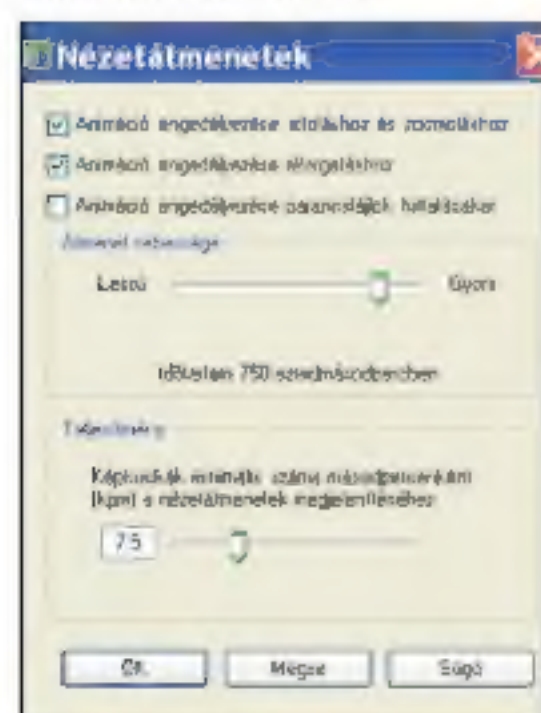 Nézetátmenetek
Animáció engedélyezése eltoláshoz és zoomoláshoz
Animáció engedélyezése elforgatáshoz
Animáció engedélyezése parancsfájlok futtatásakor
Átmenet sebessége
Lassú Gyors
Időtartam 750 ezredmásodpercben
Teljesítmény
Képkockák minimális száma másodpercenként
(kpm) a nézetátmenetek megjelenítéséhez
7.5
OK Mégse Súgó